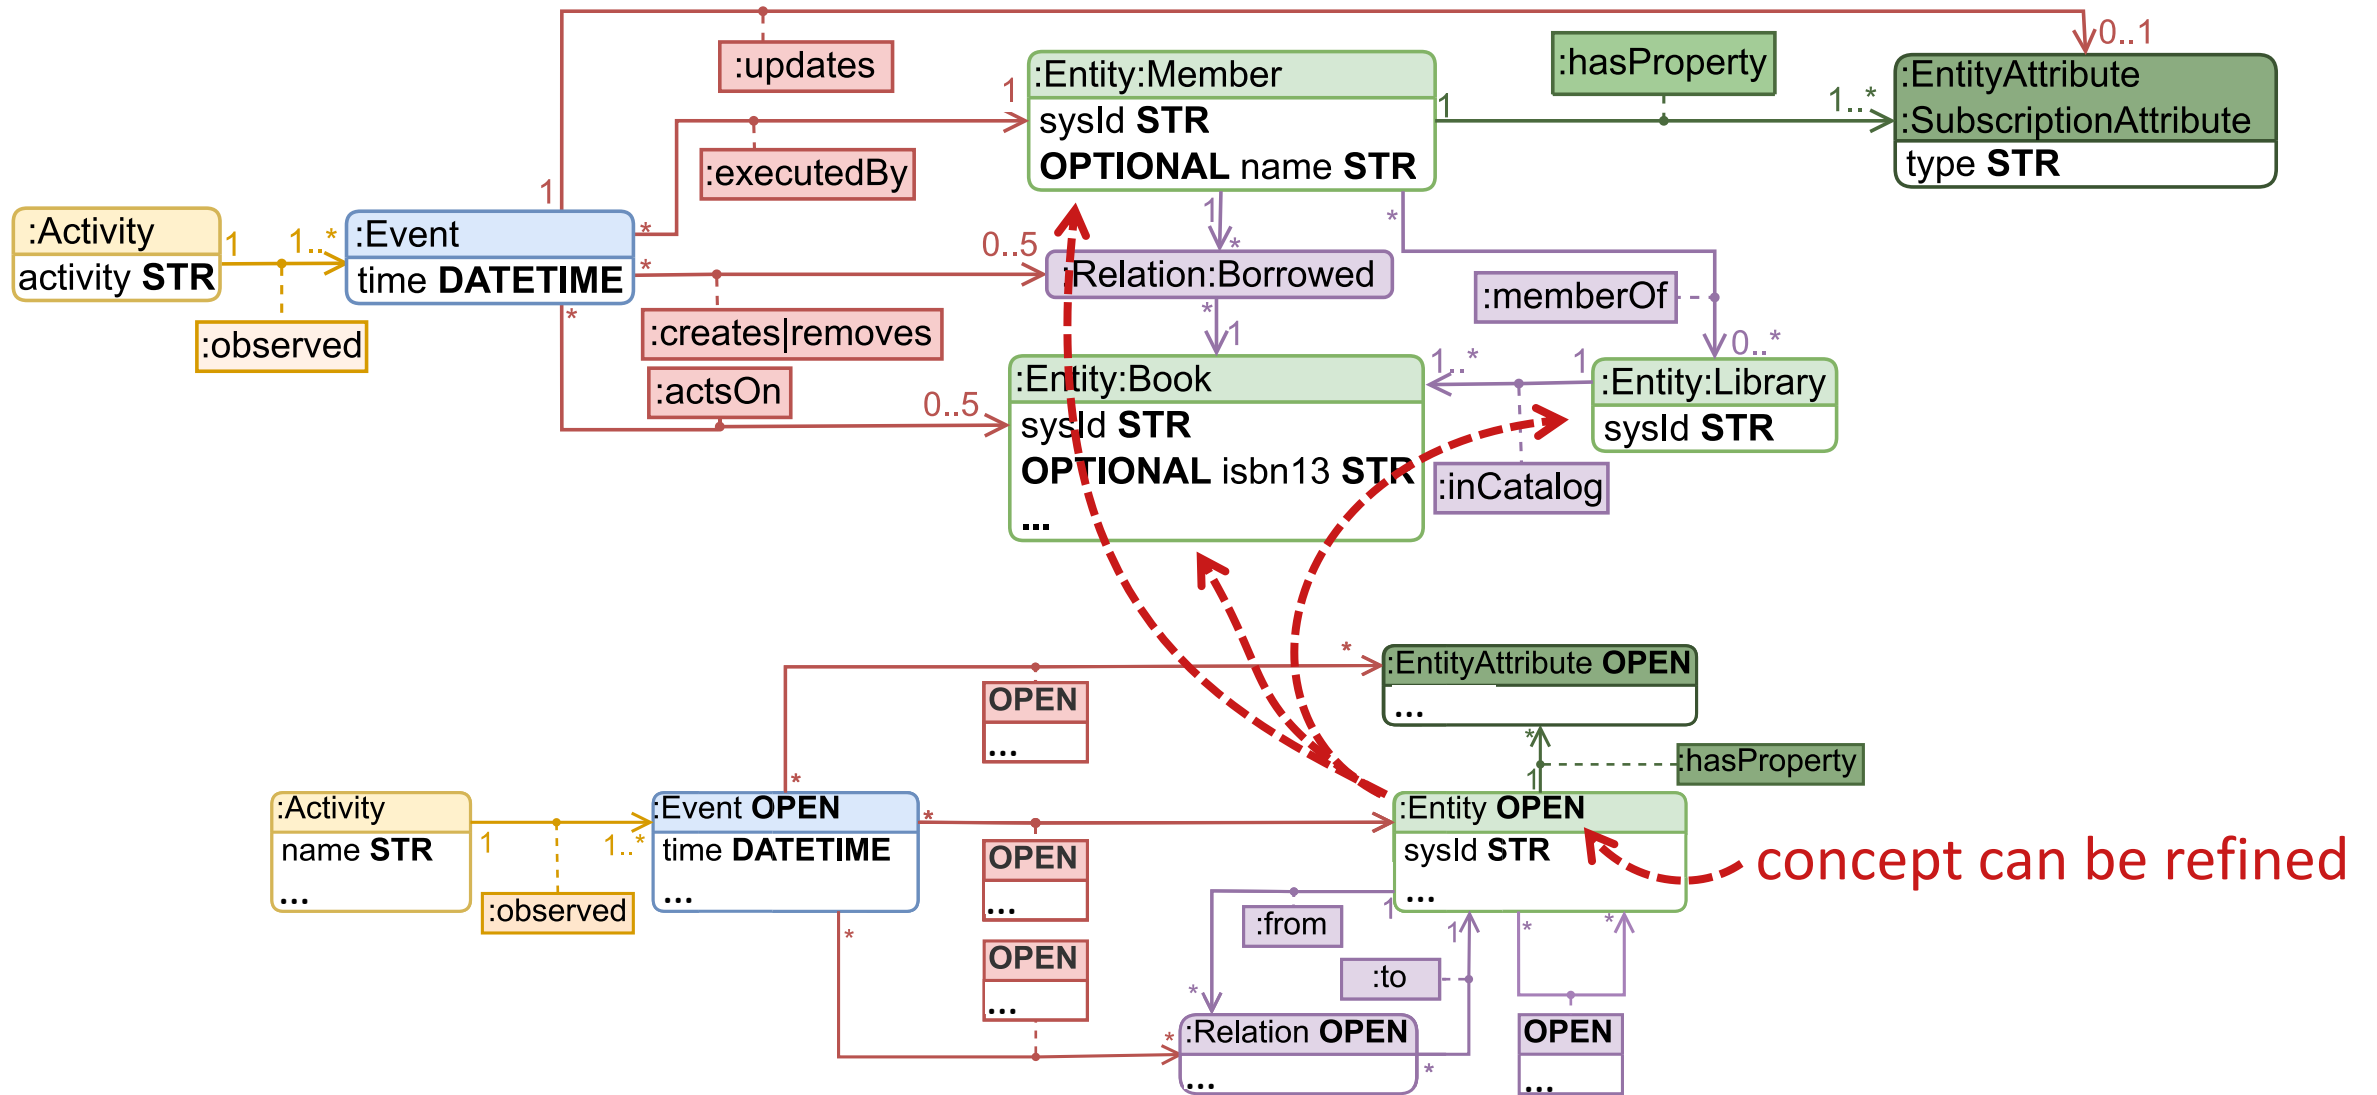 :updates
0..1
:Entity:Member
sysId STR
OPTIONAL name STR
:hasProperty
:EntityAttribute
:SubscriptionAttribute
type STR
1
1
1..*
:executedBy
1
*
:Activity
activity STR
1
1..*
:observed
:Event
time DATETIME
*
*
0..5
:creates|removes
:actsOn
0..5
1
*
:Relation:Borrowed
*
1
*
:memberOf
0..*
:Entity:Book
sysId STR
OPTIONAL isbn13 STR
...
1..*
1
:inCatalog
:Entity:Library
sysId STR
*
:EntityAttribute OPEN
...
OPEN
...
*
*
1
:hasProperty
:Activity
name STR
...
1
1..*
:observed
:Event OPEN
time DATETIME
...
*
*
OPEN
...
OPEN
...
:Entity OPEN
sysId STR
...
concept can be refined
:from
1
*
:to
1
*
*
*
:Relation OPEN
...
*
OPEN
...